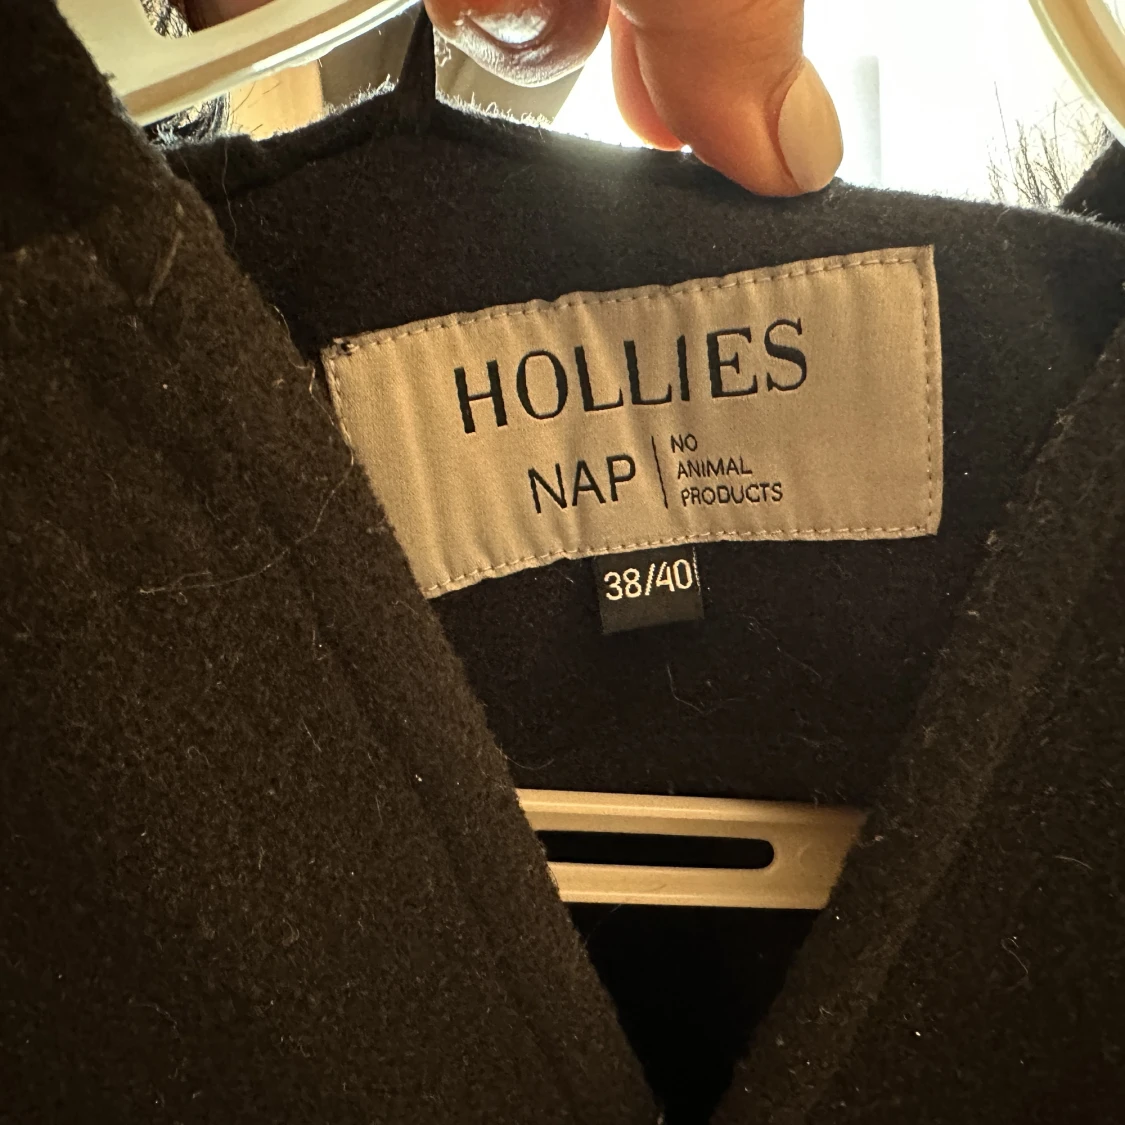 HOLLIES
NAP
NO
ANIMAL
PRODUCTS
38/40